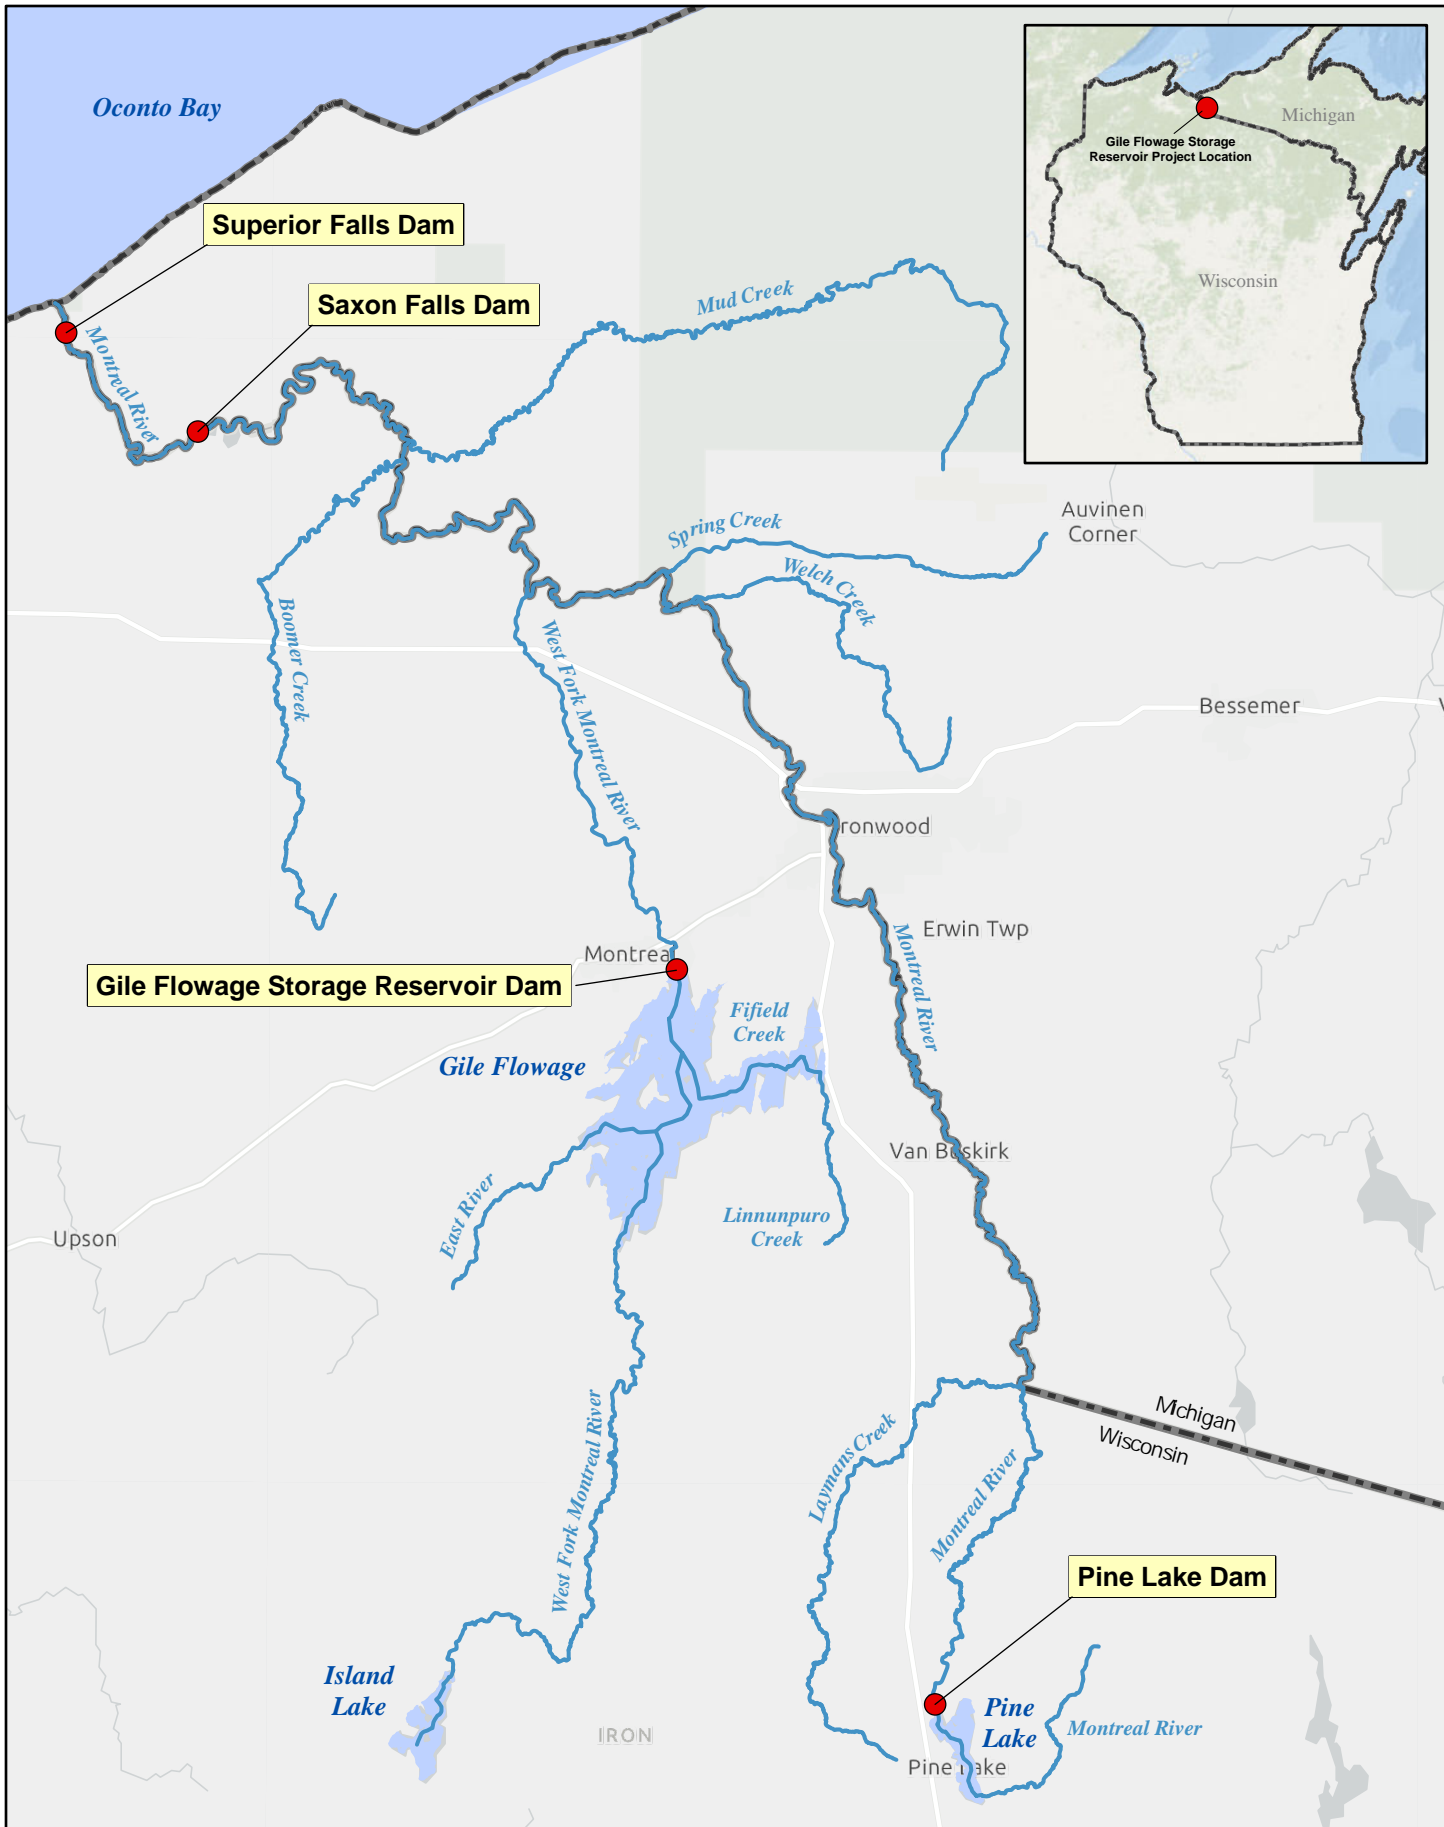 Oconto Bay
Michigan
Gile Flowage Storage
Reservoir Project Location
Wisconsin
Superior Falls Dam
Saxon Falls Dam
Mud Creek
Montreal River
Auvinen
Corner
Spring Creek
Welch Creek
Boomer Creek
West Fork Montreal River
Bessemer
ronwood
Erwin Twp
Montreal River
Montrea
Gile Flowage Storage Reservoir Dam
Fifield
Creek
Gile Flowage
Van Buskirk
East River
Linnunpuro
Creek
Upson
Michigan
Wisconsin
Laymans Creek
Montreal River
West Fork Montreal River
Pine Lake Dam
Island
Lake
Pine
Lake
Montreal River
IRON
Pine Lake